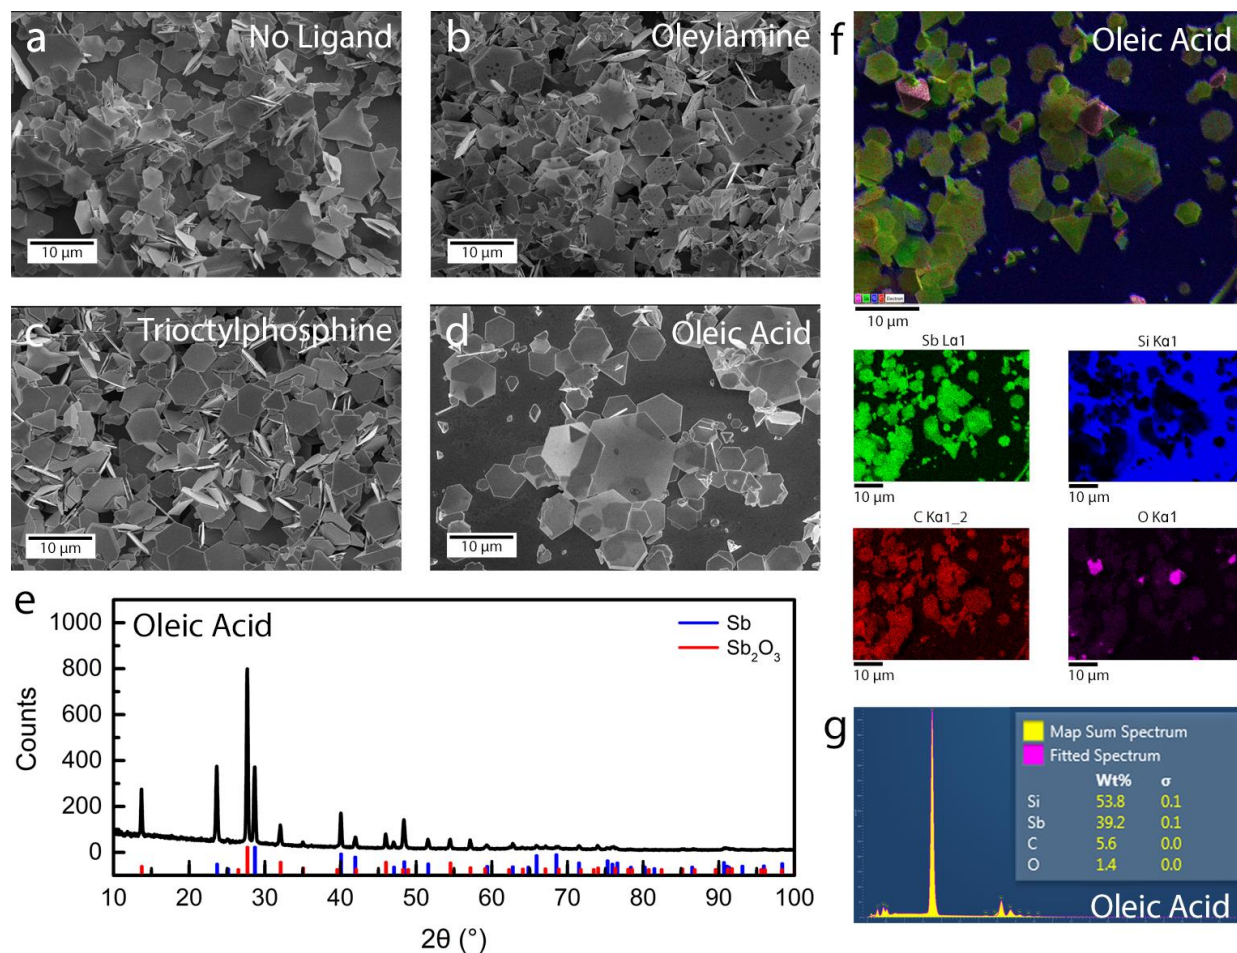 a
No Ligand
10 µm
b
Oleylamine
10 µm
c
Trioctylphosphine
10 µm
d
Oleic Acid
10 µm
e
Oleic Acid
Sb
Sb₂O₃
Counts
1000
800
600
400
200
0
10 20 30 40 50 60 70 80 90 100
2θ (°)
f
Oleic Acid
Electron
10 µm
Sb Lα1
10 µm
Si Kα1
10 µm
C Kα1_2
10 µm
O Kα1
10 µm
g
Map Sum Spectrum
Fitted Spectrum
Wt% σ
Si 53.8 0.1
Sb 39.2 0.1
C 5.6 0.0
O 1.4 0.0
Oleic Acid